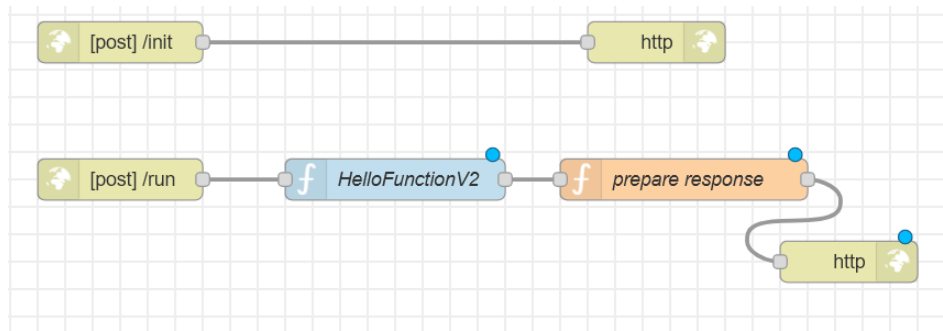 [post] /init
http
[post] /run
HelloFunctionV2
prepare response
http